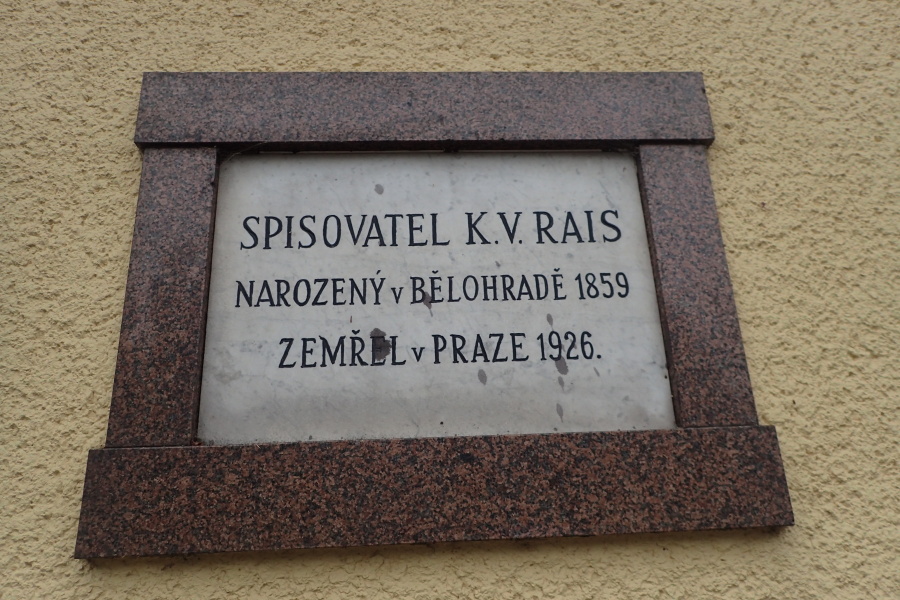 SPISOVATEL K.V. RAIS
NAROZENÝ v BĚLOHRADĚ 1859
ZEMŘEL v PRAZE 1926.